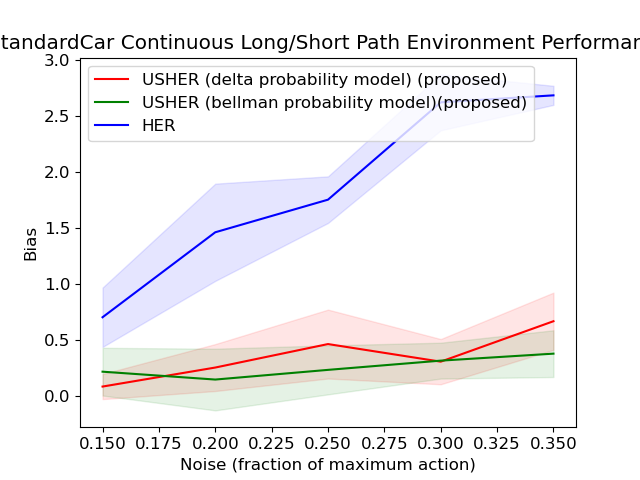 tandardCar Continuous Long/Short Path Environment Performar
USHER (delta probability model) (proposed)
USHER (bellman probability model)(proposed)
HER
3.0
2.5
2.0
1.5
1.0
0.5
0.0
Bias
0.150 0.175 0.200 0.225 0.250 0.275 0.300 0.325 0.350
Noise (fraction of maximum action)